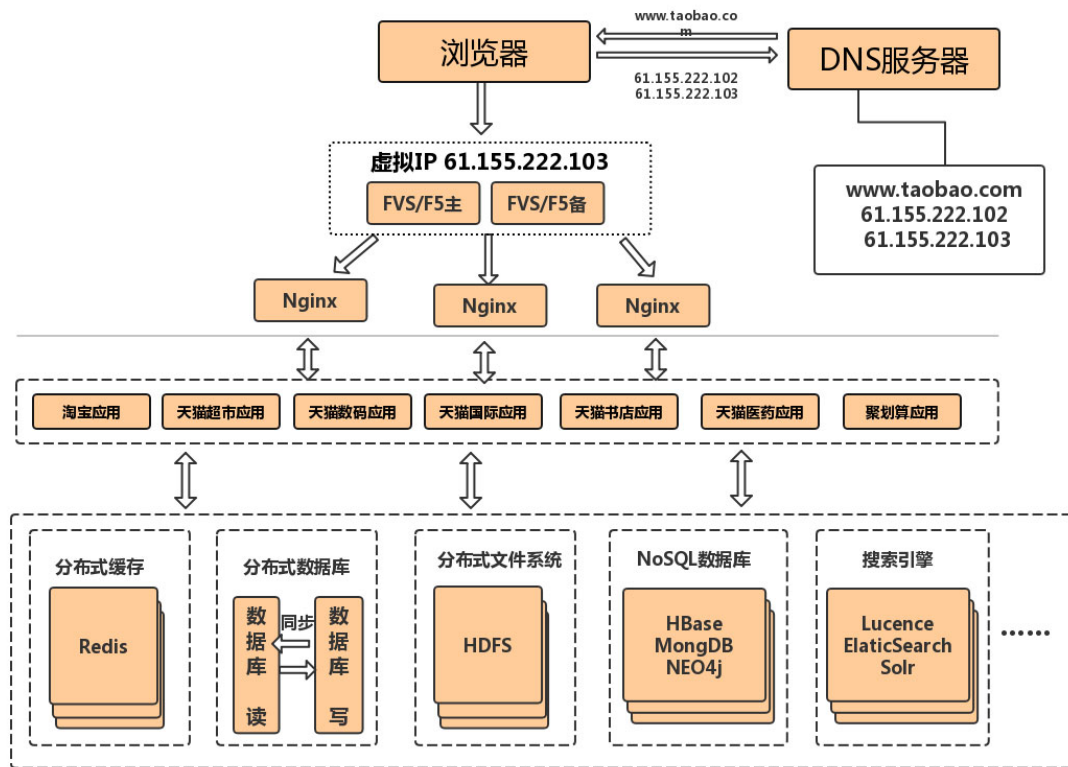 www.taobao.co
m
浏览器
DNS服务器
61.155.222.102
61.155.222.103
虚拟IP 61.155.222.103
FVS/F5主
FVS/F5备
www.taobao.com
61.155.222.102
61.155.222.103
Nginx
Nginx
Nginx
淘宝应用
天猫超市应用
天猫数码应用
天猫国际应用
天猫书店应用
天猫医药应用
聚划算应用
分布式缓存
Redis
分布式数据库
数据库 读
同步
数据库 写
分布式文件系统
HDFS
NoSQL数据库
HBase
MongDB
NEO4j
搜索引擎
Lucence
ElaticSearch
Solr
……